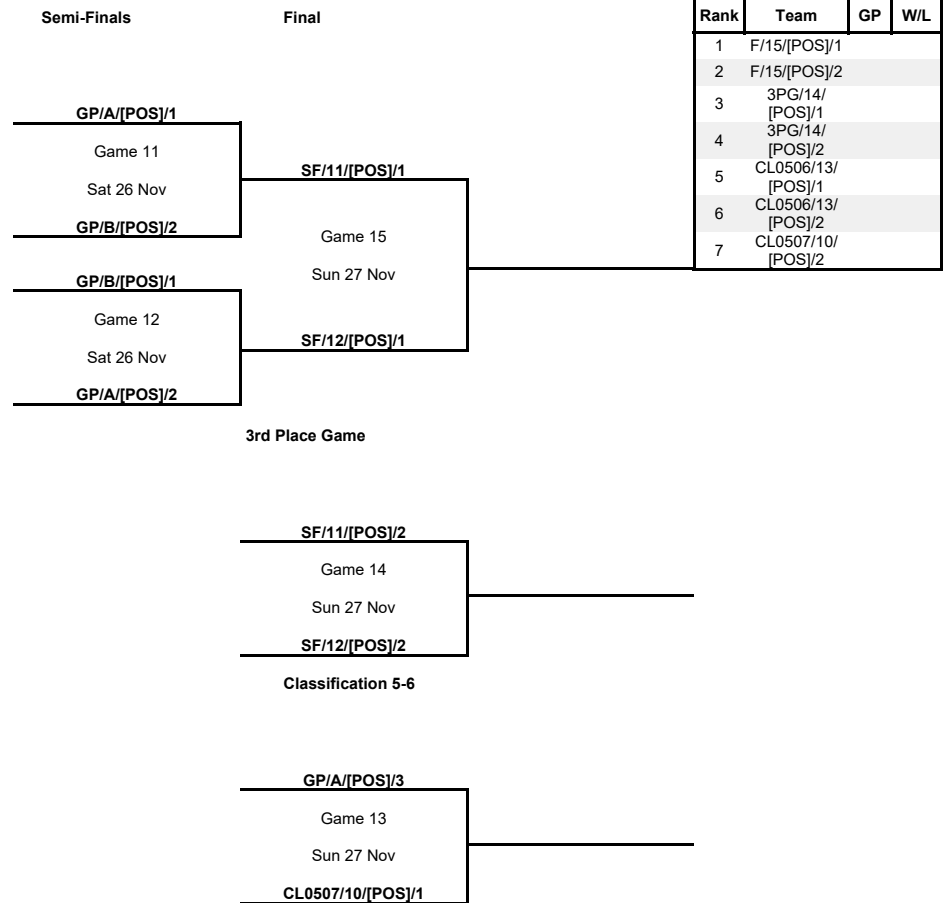 Semi-Finals
Final
GP/A/[POS]/1
Game 11
Sat 26 Nov
GP/B/[POS]/2
GP/B/[POS]/1
Game 12
Sat 26 Nov
GP/A/[POS]/2
SF/11/[POS]/1
Game 15
Sun 27 Nov
SF/12/[POS]/1
3rd Place Game
SF/11/[POS]/2
Game 14
Sun 27 Nov
SF/12/[POS]/2
Classification 5-6
GP/A/[POS]/3
Game 13
Sun 27 Nov
CL0507/10/[POS]/1
Rank Team GP W/L
1 F/15/[POS]/1
2 F/15/[POS]/2
3 3PG/14/
[POS]/1
4 3PG/14/
[POS]/2
5 CL0506/13/
[POS]/1
6 CL0506/13/
[POS]/2
7 CL0507/10/
[POS]/2